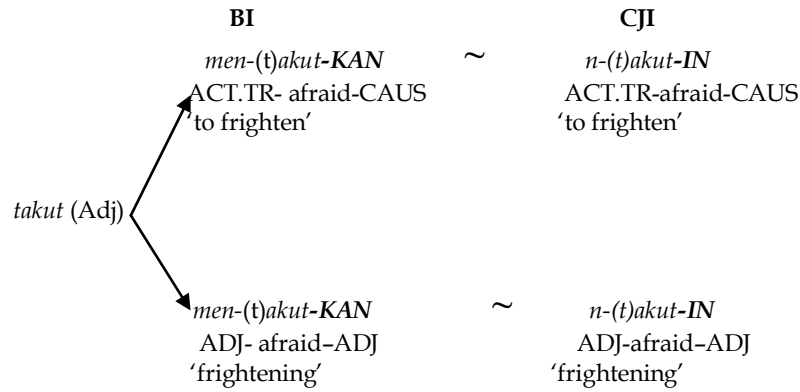 BI CJI
men-(t)akut-KAN ~ n-(t)akut-IN
ACT.TR- afraid-CAUS ACT.TR-afraid-CAUS
‘to frighten’ ‘to frighten’
takut (Adj)
men-(t)akut-KAN ~ n-(t)akut-IN
ADJ- afraid–ADJ ADJ-afraid–ADJ
‘frightening’ ‘frightening’